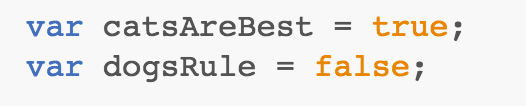 var catsAreBest = true;
var dogsRule = false;